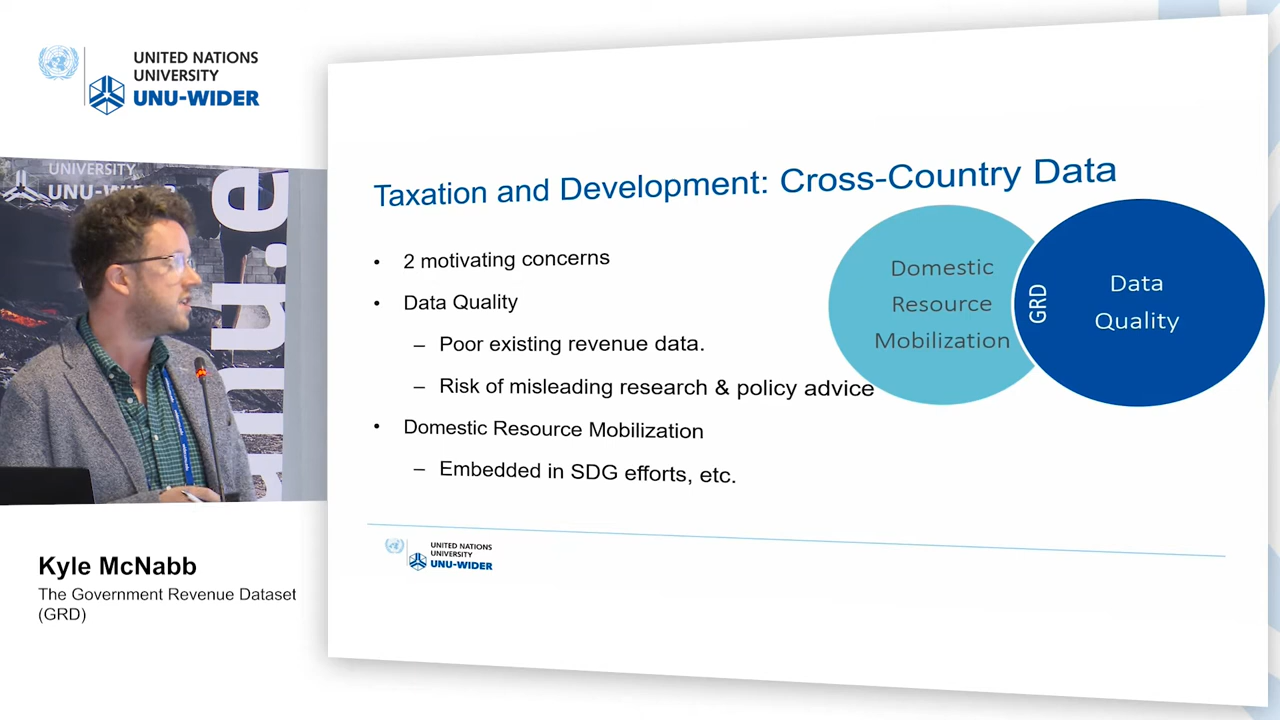 UNITED NATIONS
UNIVERSITY
UNU-WIDER
UNIVERSITY
UNU-WIDER
unu.e
Kyle McNabb
The Government Revenue Dataset
(GRD)
Taxation and Development: Cross-Country Data
• 2 motivating concerns
• Data Quality
– Poor existing revenue data.
– Risk of misleading research & policy advice
• Domestic Resource Mobilization
– Embedded in SDG efforts, etc.
Domestic
Resource
Mobilization
GRD
Data
Quality
UNITED NATIONS
UNIVERSITY
UNU-WIDER